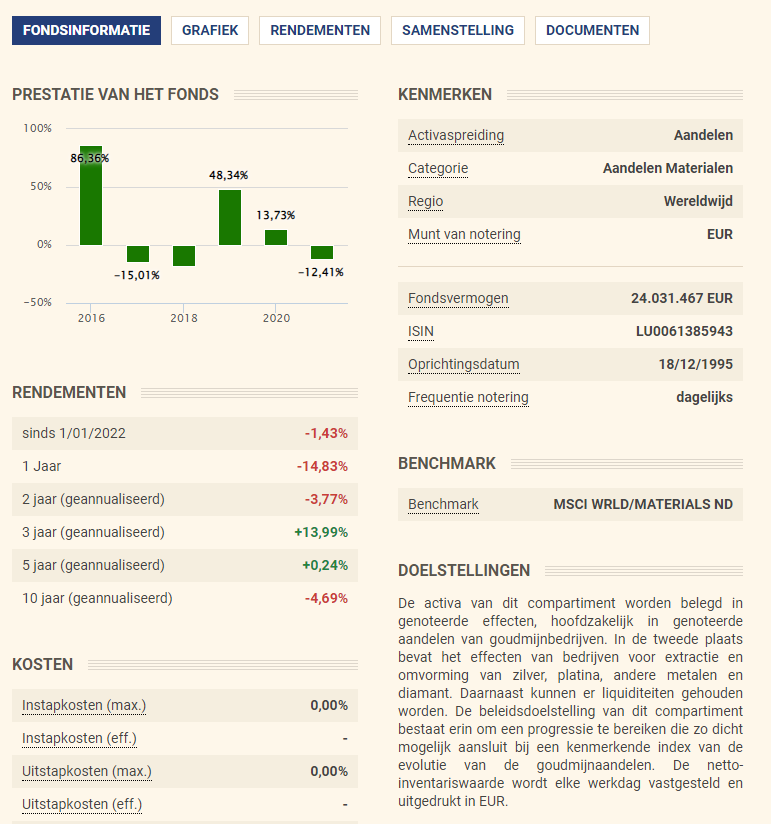 FONDSINFORMATIE
GRAFIEK
RENDEMENTEN
SAMENSTELLING
DOCUMENTEN
PRESTATIE VAN HET FONDS
100%
50%
0%
−50%
86,36%
−15,01%
48,34%
13,73%
−12,41%
2016
2018
2020
RENDEMENTEN
sinds 1/01/2022 -1,43%
1 Jaar -14,83%
2 jaar (geannualiseerd) -3,77%
3 jaar (geannualiseerd) +13,99%
5 jaar (geannualiseerd) +0,24%
10 jaar (geannualiseerd) -4,69%
KOSTEN
Instapkosten (max.) 0,00%
Instapkosten (eff.) -
Uitstapkosten (max.) 0,00%
Uitstapkosten (eff.) -
KENMERKEN
Activaspreiding Aandelen
Categorie Aandelen Materialen
Regio Wereldwijd
Munt van notering EUR
Fondsvermogen 24.031.467 EUR
ISIN LU0061385943
Oprichtingsdatum 18/12/1995
Frequentie notering dagelijks
BENCHMARK
Benchmark MSCI WRLD/MATERIALS ND
DOELSTELLINGEN
De activa van dit compartiment worden belegd in
genoteerde effecten, hoofdzakelijk in genoteerde
aandelen van goudmijnbedrijven. In de tweede plaats
bevat het effecten van bedrijven voor extractie en
omvorming van zilver, platina, andere metalen en
diamant. Daarnaast kunnen er liquiditeiten gehouden
worden. De beleidsdoelstelling van dit compartiment
bestaat erin om een progressie te bereiken die zo dicht
mogelijk aansluit bij een kenmerkende index van de
evolutie van de goudmijnaandelen. De netto-
inventariswaarde wordt elke werkdag vastgesteld en
uitgedrukt in EUR.